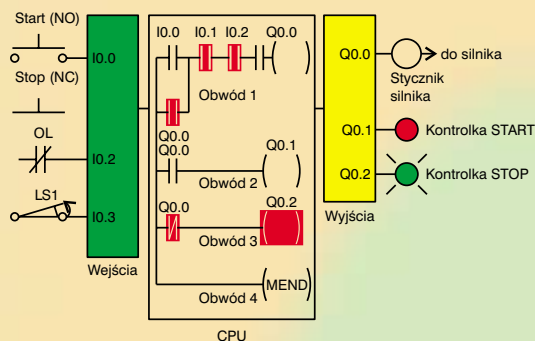 Start (NO)
I0.0
Stop (NC)
OL
I0.2
LS1
I0.3
Wejścia
I0.0 I0.1 I0.2 Q0.0
Obwód 1
Q0.0
Q0.0
Q0.1
Obwód 2
Q0.0
Q0.2
Obwód 3
Obwód 4
MEND
CPU
Q0.0
do silnika
Stycznik
silnika
Q0.1
Kontrolka START
Q0.2
Kontrolka STOP
Wyjścia